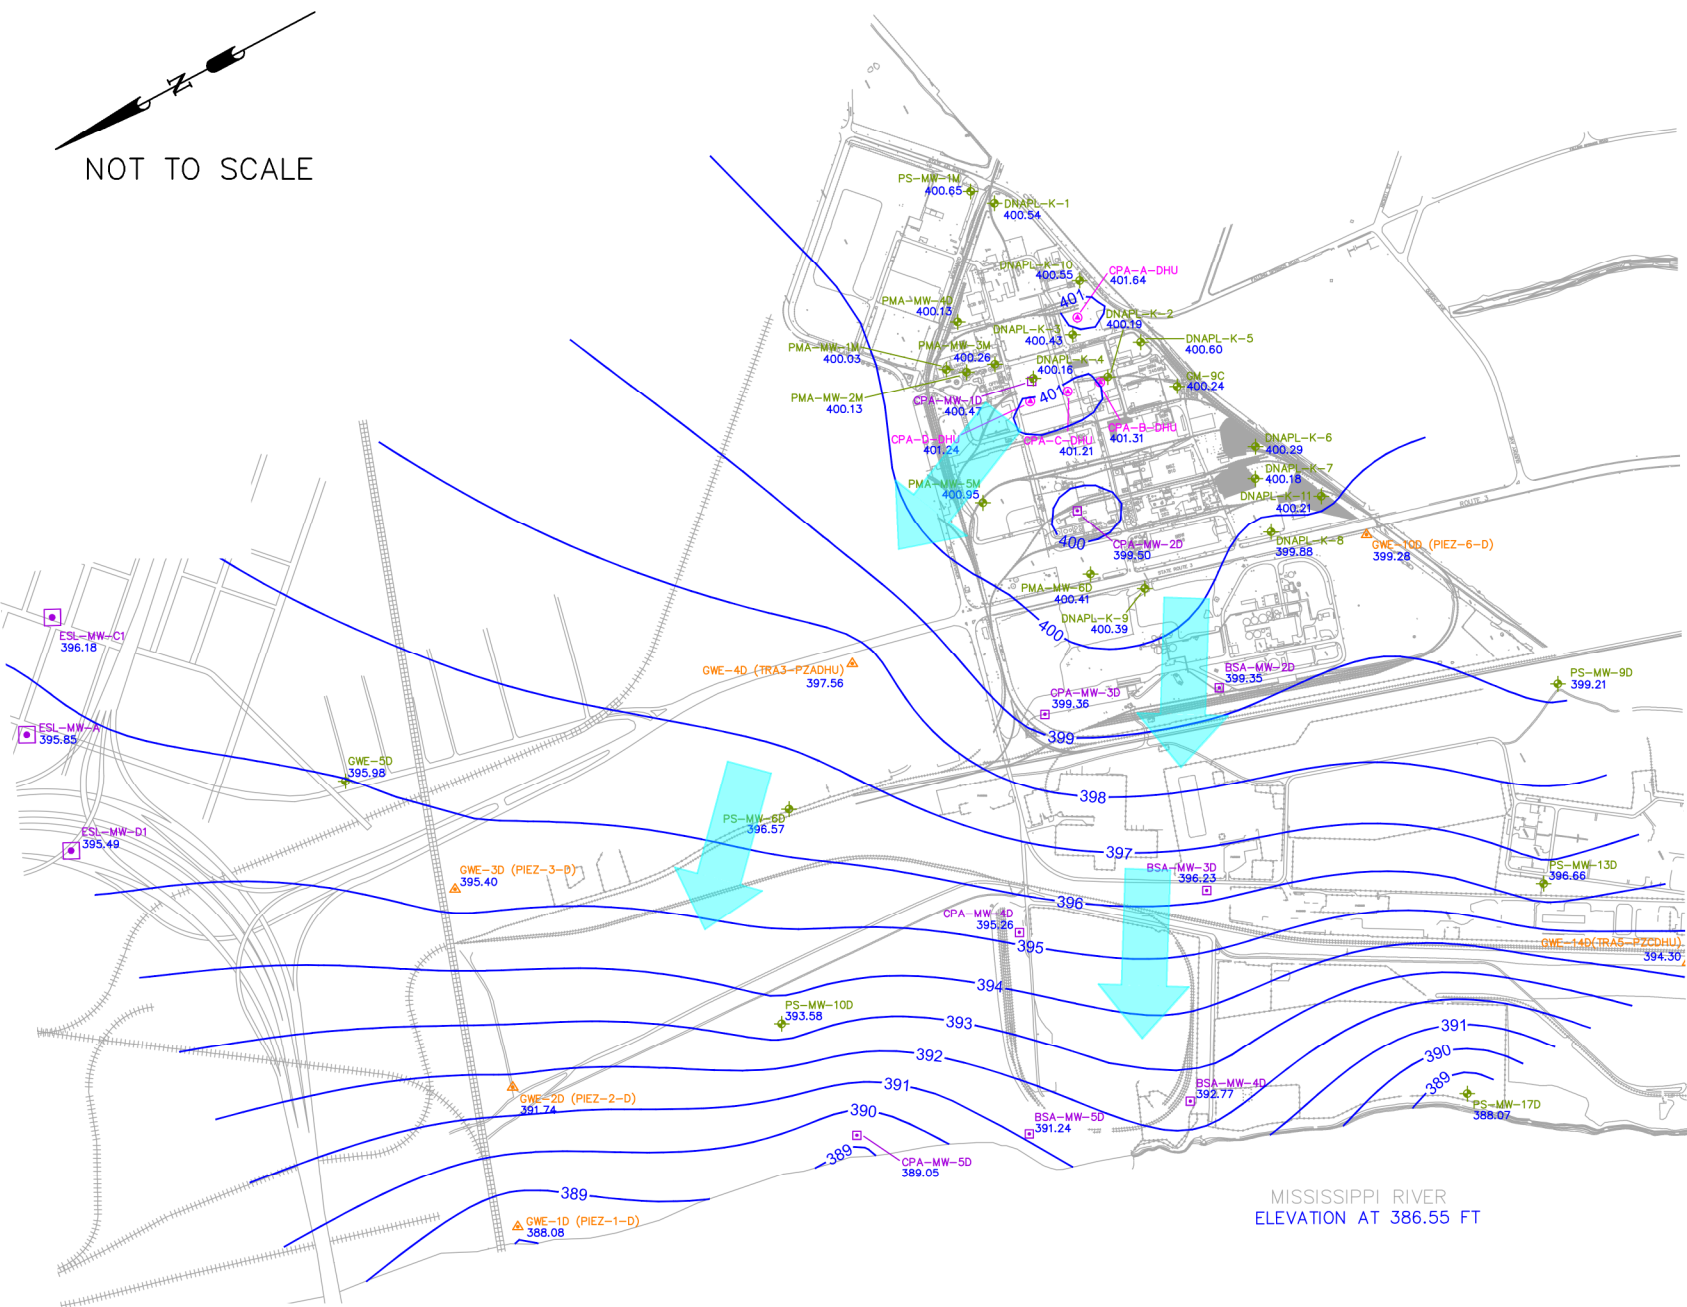 N
NOT TO SCALE
PS-MW-1M
400.65
DNAPL-K-1
400.54
DNAPL-K-10
400.55
CPA-A-DHU
401.64
401
PMA-MW-4D
400.13
DNAPL-K-2
400.19
DNAPL-K-3
400.43
DNAPL-K-5
400.60
PMA-MW-1M
400.03
PMA-MW-3M
400.26
DNAPL-K-4
400.16
GM-9C
400.24
PMA-MW-2M
400.13
CPA-MW-1D
400.47
401
CPA-D-DHU
401.24
CPA-C-DHU
401.21
CPA-B-DHU
401.31
DNAPL-K-6
400.29
DNAPL-K-7
400.18
PMA-MW-5M
400.95
DNAPL-K-11
400.21
ROUTE 3
400
CPA-MW-2D
399.50
DNAPL-K-8
399.88
GWE-10D (PIEZ-6-D)
399.28
STATE ROUTE 3
PMA-MW-6D
400.41
DNAPL-K-9
400.39
400
ESL-MW-C1
396.18
GWE-4D (TRA3-PZADHU)
397.56
BSA-MW-2D
399.35
PS-MW-9D
399.21
CPA-MW-3D
399.36
ESL-MW-A
395.85
399
GWE-5D
395.98
398
PS-MW-6D
396.57
ESL-MW-D1
395.49
397
GWE-3D (PIEZ-3-D)
395.40
BSA-MW-3D
396.23
PS-MW-13D
396.66
396
CPA-MW-4D
395.26
395
GWE-14D(TRA5-PZCDHU)
394.30
394
PS-MW-10D
393.58
393
391
392
390
391
389
GWE-2D (PIEZ-2-D)
391.74
BSA-MW-4D
392.77
PS-MW-17D
388.07
390
BSA-MW-5D
391.24
389
CPA-MW-5D
389.05
389
GWE-1D (PIEZ-1-D)
388.08
MISSISSIPPI RIVER
ELEVATION AT 386.55 FT